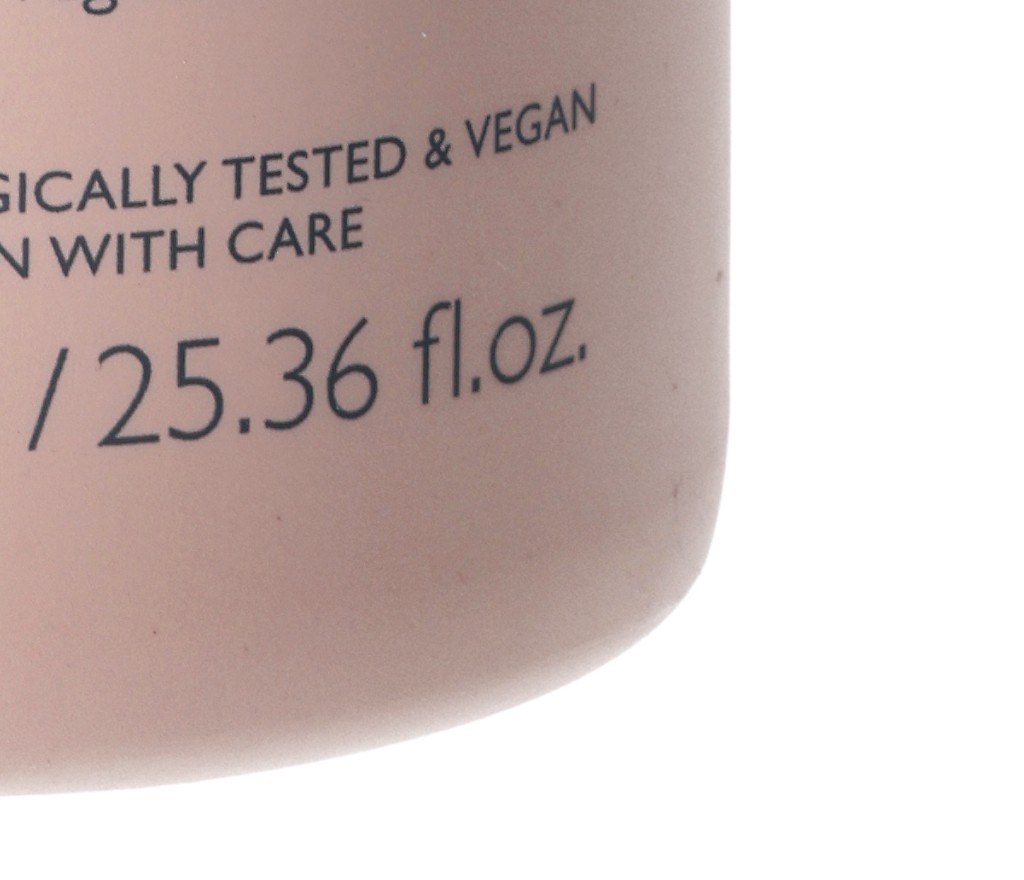 GICALLY TESTED & VEGAN
N WITH CARE
/ 25.36 fl.oz.